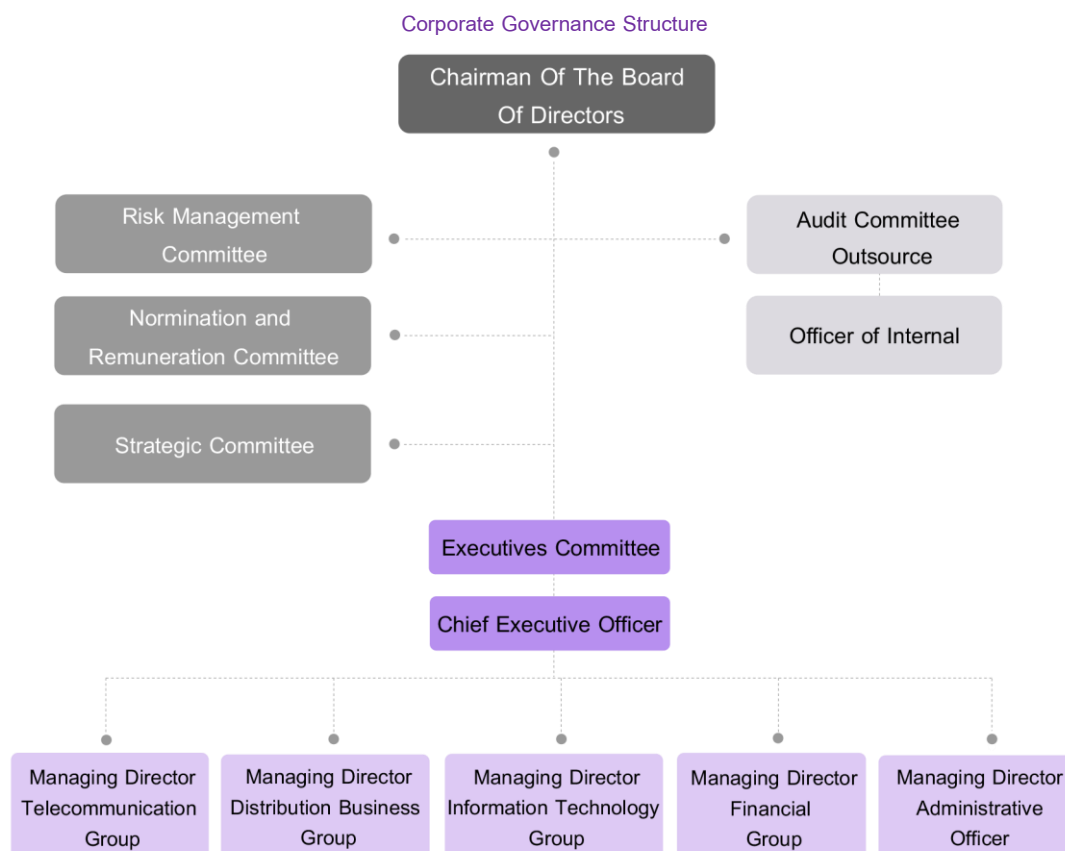 Corporate Governance Structure
Chairman Of The Board
Of Directors
Risk Management
Committee
Audit Committee
Outsource
Normination and
Remuneration Committee
Officer of Internal
Strategic Committee
Executives Committee
Chief Executive Officer
Managing Director
Telecommunication
Group
Managing Director
Distribution Business
Group
Managing Director
Information Technology
Group
Managing Director
Financial
Group
Managing Director
Administrative
Officer